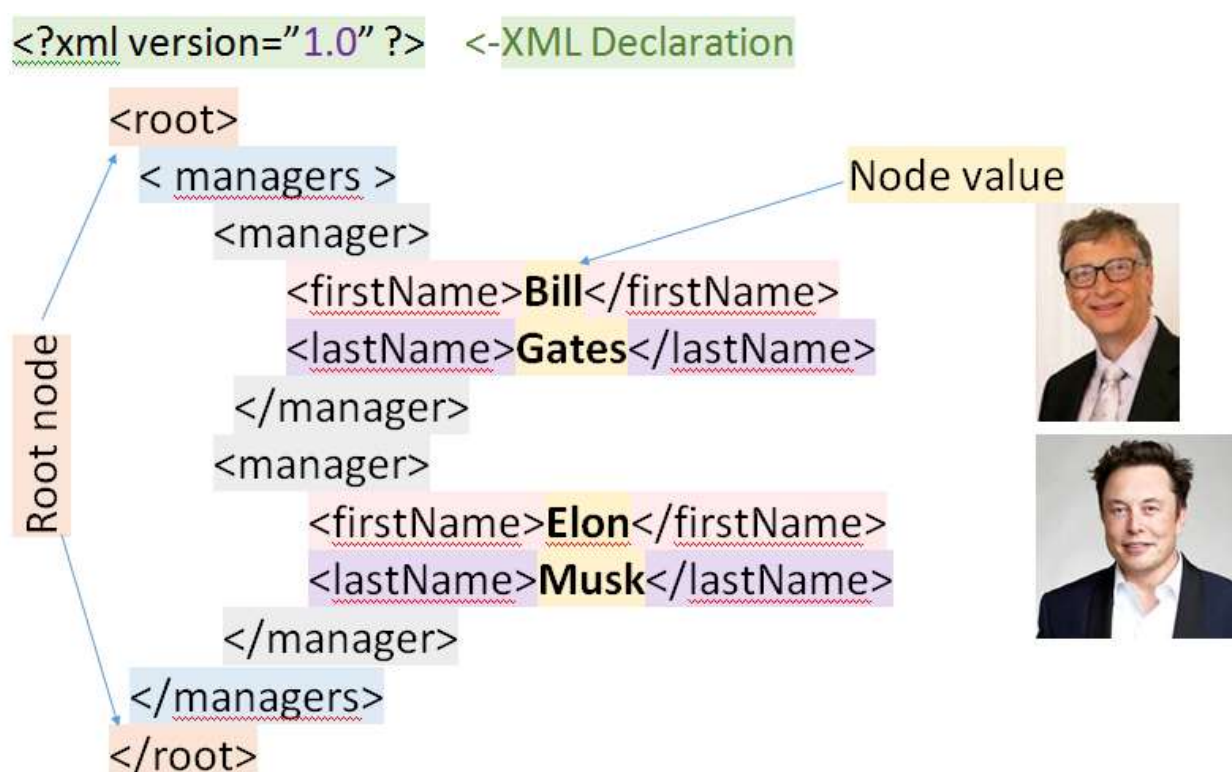 <?xml version=”1.0” ?> <-XML Declaration
<root>
< managers >
Node value
<manager>
<firstName>Bill</firstName>
<lastName>Gates</lastName>
</manager>
Root node
<manager>
<firstName>Elon</firstName>
<lastName>Musk</lastName>
</manager>
</managers>
</root>